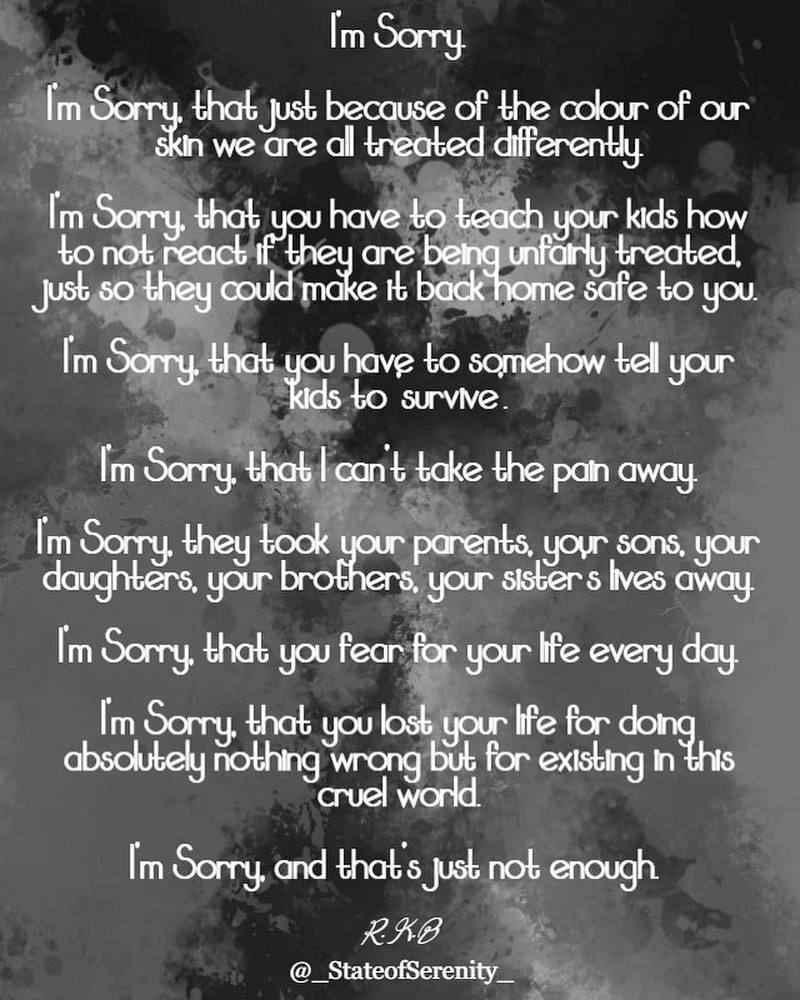 I'm Sorry.
I'm Sorry, that just because of the colour of our
skin we are all treated differently.
I'm Sorry, that you have to teach your kids how
to not react if they are being unfairly treated,
just so they could make it back home safe to you.
I'm Sorry, that you have to somehow tell your
kids to survive.
I'm Sorry, that I can't take the pain away.
I'm Sorry, they took your parents, your sons, your
daughters, your brothers, your sister's lives away.
I'm Sorry, that you fear for your life every day.
I'm Sorry, that you lost your life for doing
absolutely nothing wrong but for existing in this
cruel world.
I'm Sorry, and that's just not enough.
R.K.B
@_StateofSerenity_